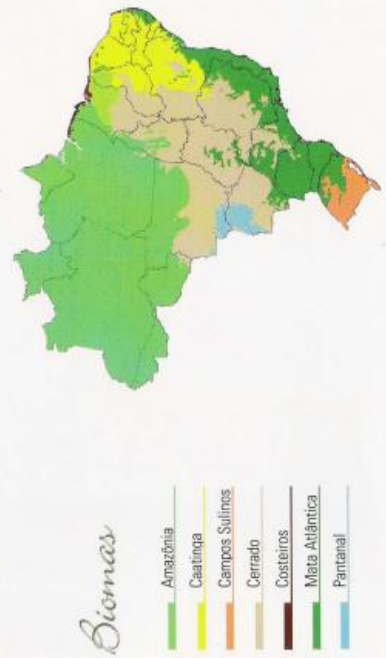 Biomas
Amazônia
Caatinga
Campos Sulinos
Cerrado
Costeiros
Mata Atlântica
Pantanal